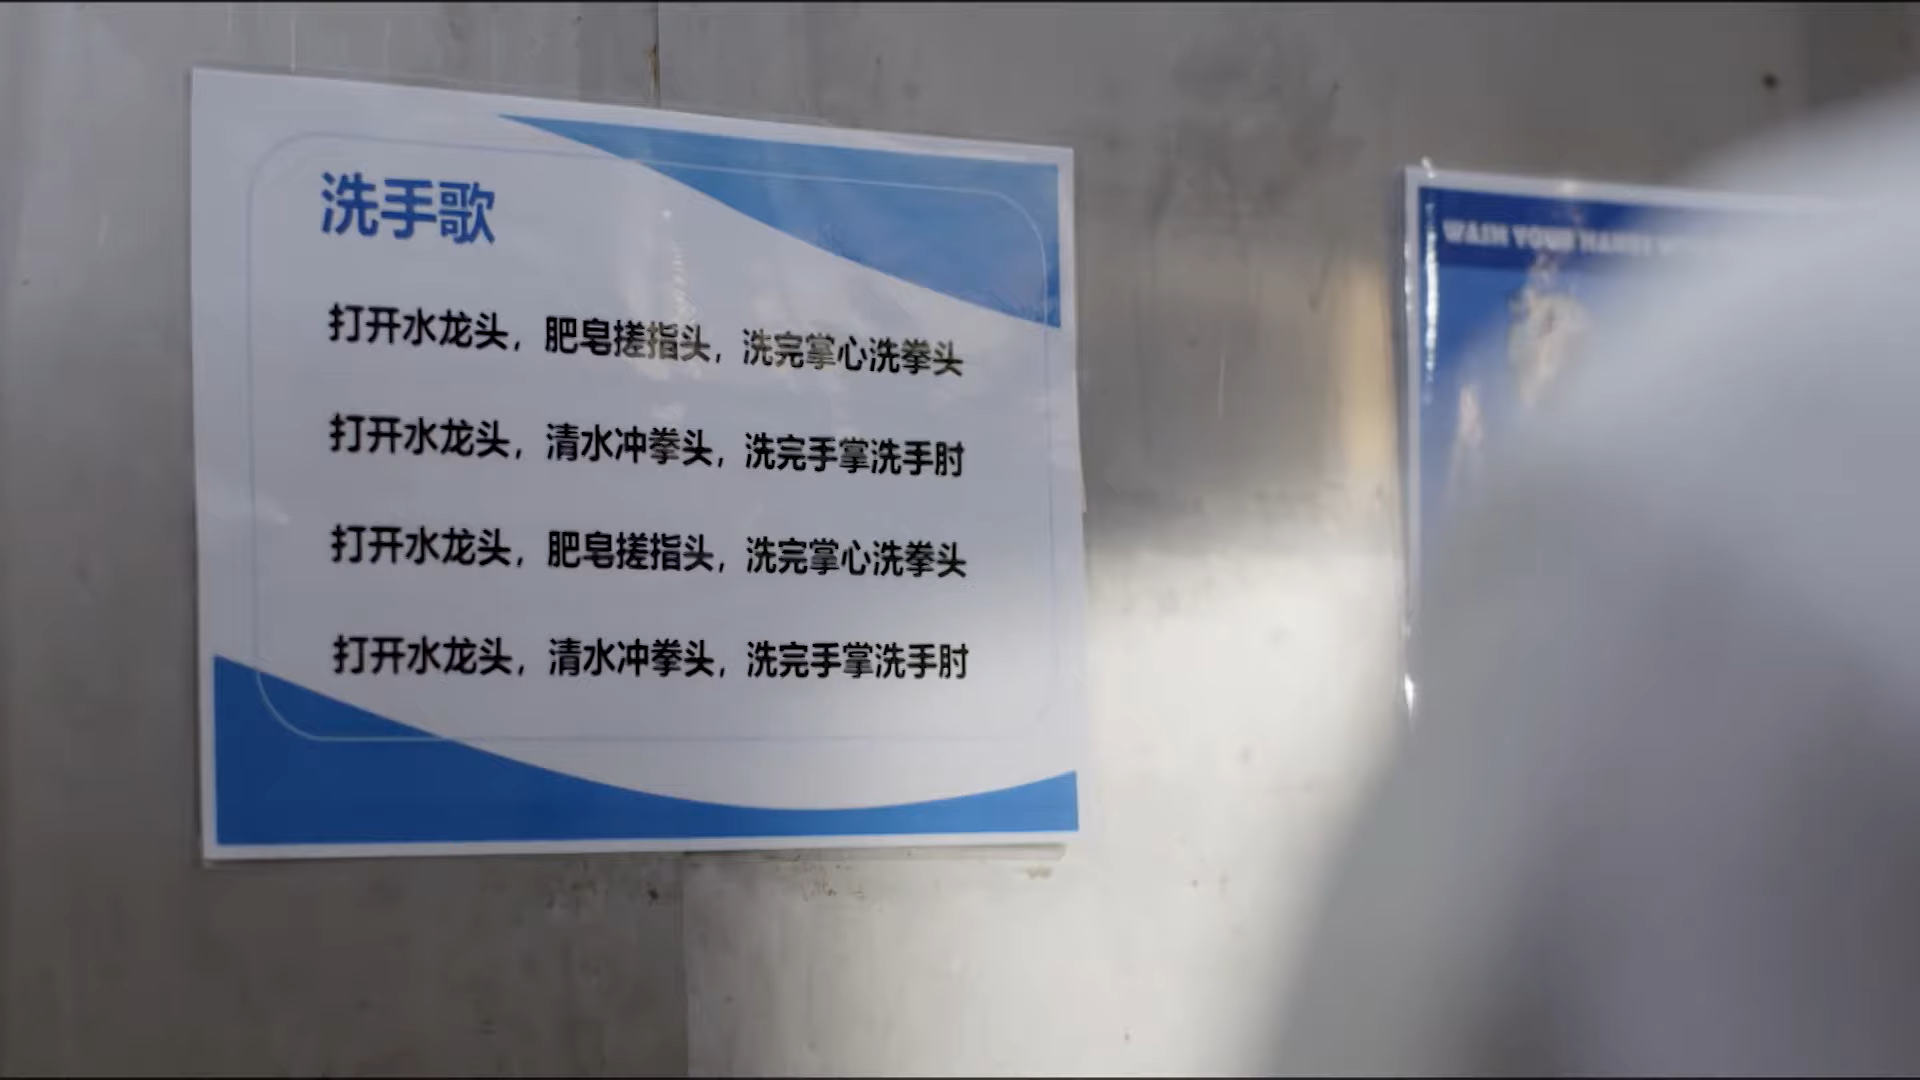 洗手歌
打开水龙头，肥皂搓指头，洗完掌心洗拳头
打开水龙头，清水冲拳头，洗完手掌洗手肘
打开水龙头，肥皂搓指头，洗完掌心洗拳头
打开水龙头，清水冲拳头，洗完手掌洗手肘
YOUR HANDS